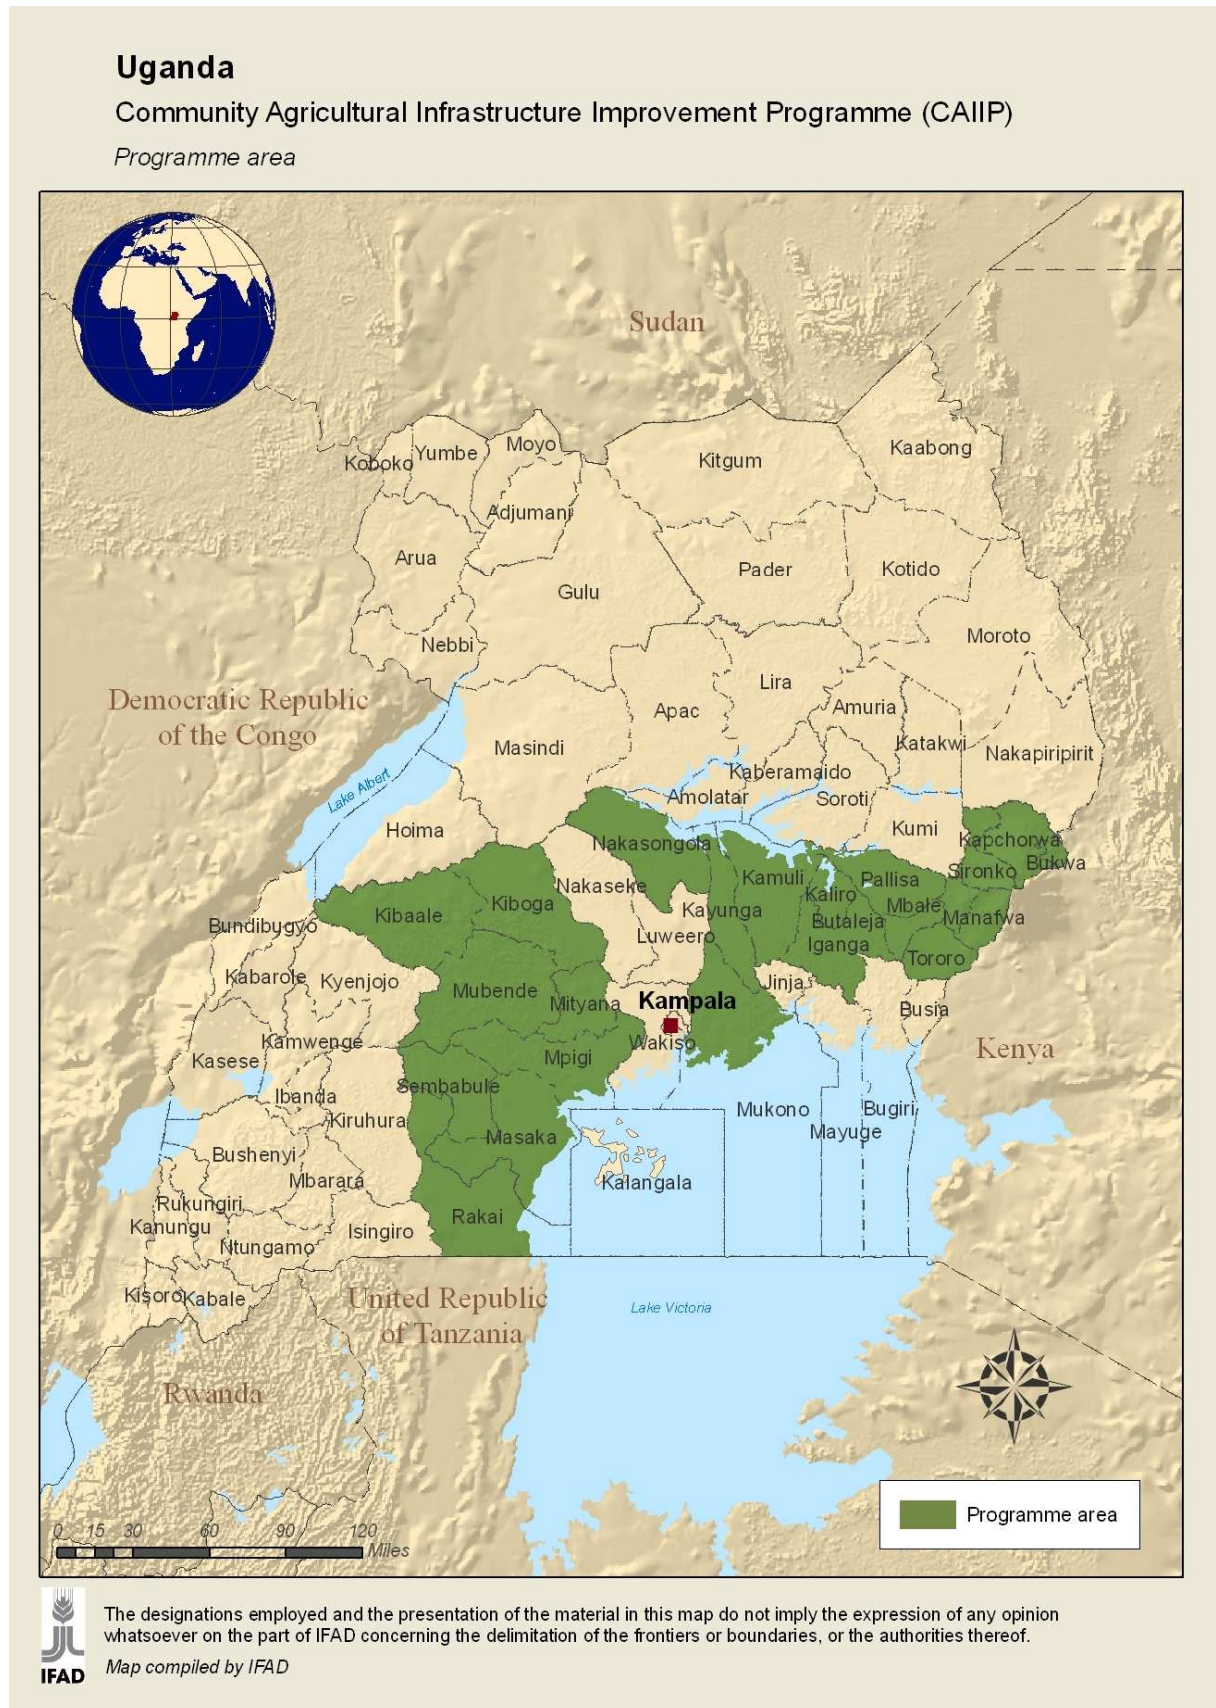 Uganda
Community Agricultural Infrastructure Improvement Programme (CAIIP)
Programme area
Sudan
Koboko
Yumbe
Moyo
Kitgum
Kaabong
Adjumani
Arua
Gulu
Pader
Kotido
Nebbi
Moroto
Democratic Republic
of the Congo
Lira
Apac
Amuria
Masindi
Katakwi
Nakapiripirit
Lake Albert
Kaberamaido
Amolatar
Soroti
Hoima
Kumi
Nakasongola
Kapchorwa
Bukwa
Sironko
Kamuli
Pallisa
Nakaseke
Kaliro
Kibaale
Kiboga
Kayunga
Mbale
Manafwa
Bundibugyo
Luweero
Butaleja
Iganga
Tororo
Kabarole
Kyenjojo
Mubende
Mityana
Kampala
Jinja
Busia
Kamwenge
Wakiso
Kenya
Kasese
Mpigi
Sembabule
Ibanda
Kiruhura
Mukono
Bugiri
Mayuge
Masaka
Bushenyi
Mbarara
Kalangala
Rukungiri
Kanungu
Rakai
Isingiro
Ntungamo
Kisoro
Kabale
United Republic
of Tanzania
Lake Victoria
Rwanda
Programme area
0 15 30 60 90 120
Miles
The designations employed and the presentation of the material in this map do not imply the expression of any opinion
whatsoever on the part of IFAD concerning the delimitation of the frontiers or boundaries, or the authorities thereof.
IFAD
Map compiled by IFAD